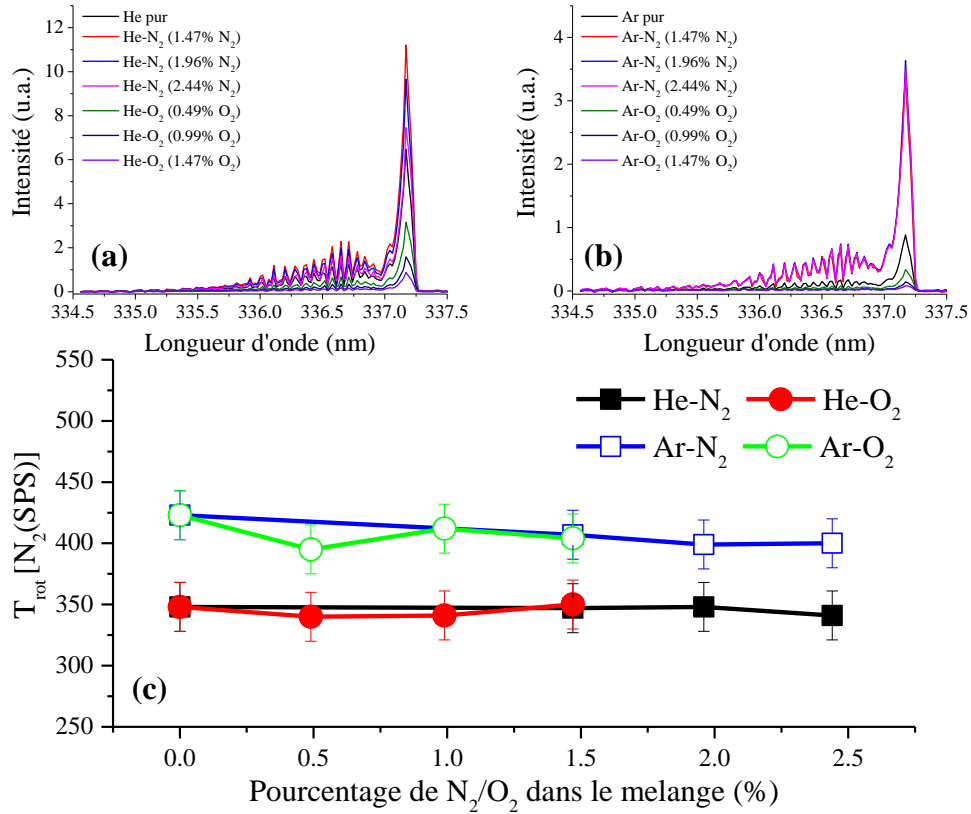 12
10
8
6
4
2
0
Intensité (u.a.)
He pur
He-N₂ (1.47% N₂)
He-N₂ (1.96% N₂)
He-N₂ (2.44% N₂)
He-O₂ (0.49% O₂)
He-O₂ (0.99% O₂)
He-O₂ (1.47% O₂)
(a)
334.5 335.0 335.5 336.0 336.5 337.0 337.5
Longueur d'onde (nm)
4
3
2
1
0
Intensité (u.a.)
Ar pur
Ar-N₂ (1.47% N₂)
Ar-N₂ (1.96% N₂)
Ar-N₂ (2.44% N₂)
Ar-O₂ (0.49% O₂)
Ar-O₂ (0.99% O₂)
Ar-O₂ (1.47% O₂)
(b)
334.5 335.0 335.5 336.0 336.5 337.0 337.5
Longueur d'onde (nm)
550
500
450
400
350
300
250
T_rot [N₂(SPS)]
He-N₂ He-O₂
Ar-N₂ Ar-O₂
(c)
0.0 0.5 1.0 1.5 2.0 2.5
Pourcentage de N₂/O₂ dans le melange (%)